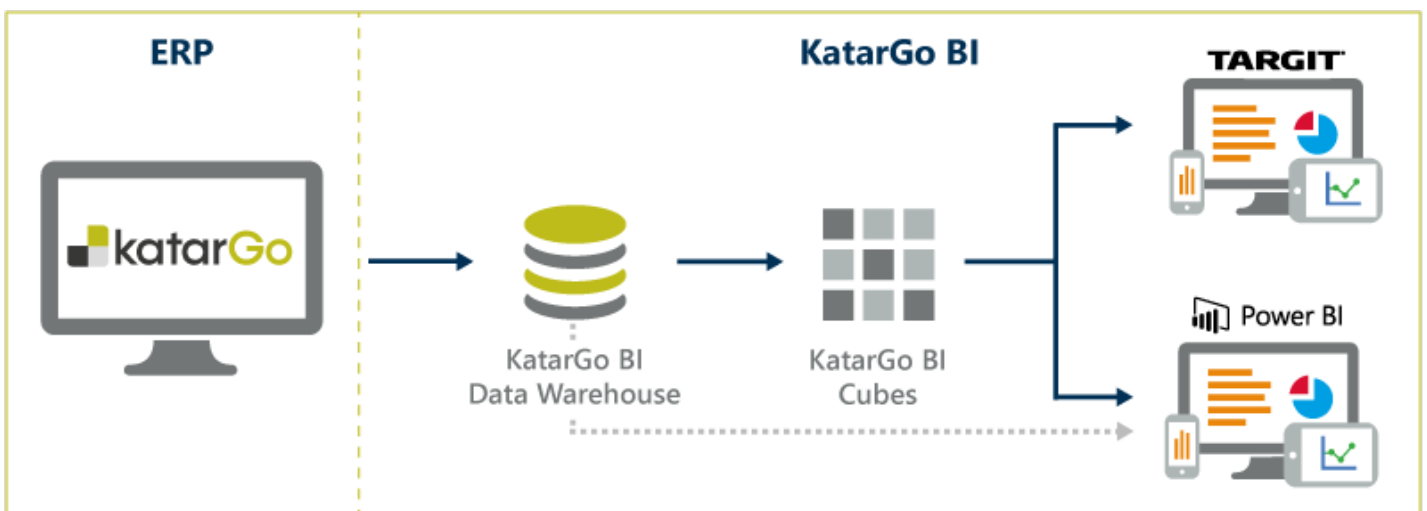 ERP
KatarGo BI
TARGIT
katarGo
Power BI
KatarGo BI
Data Warehouse
KatarGo BI
Cubes